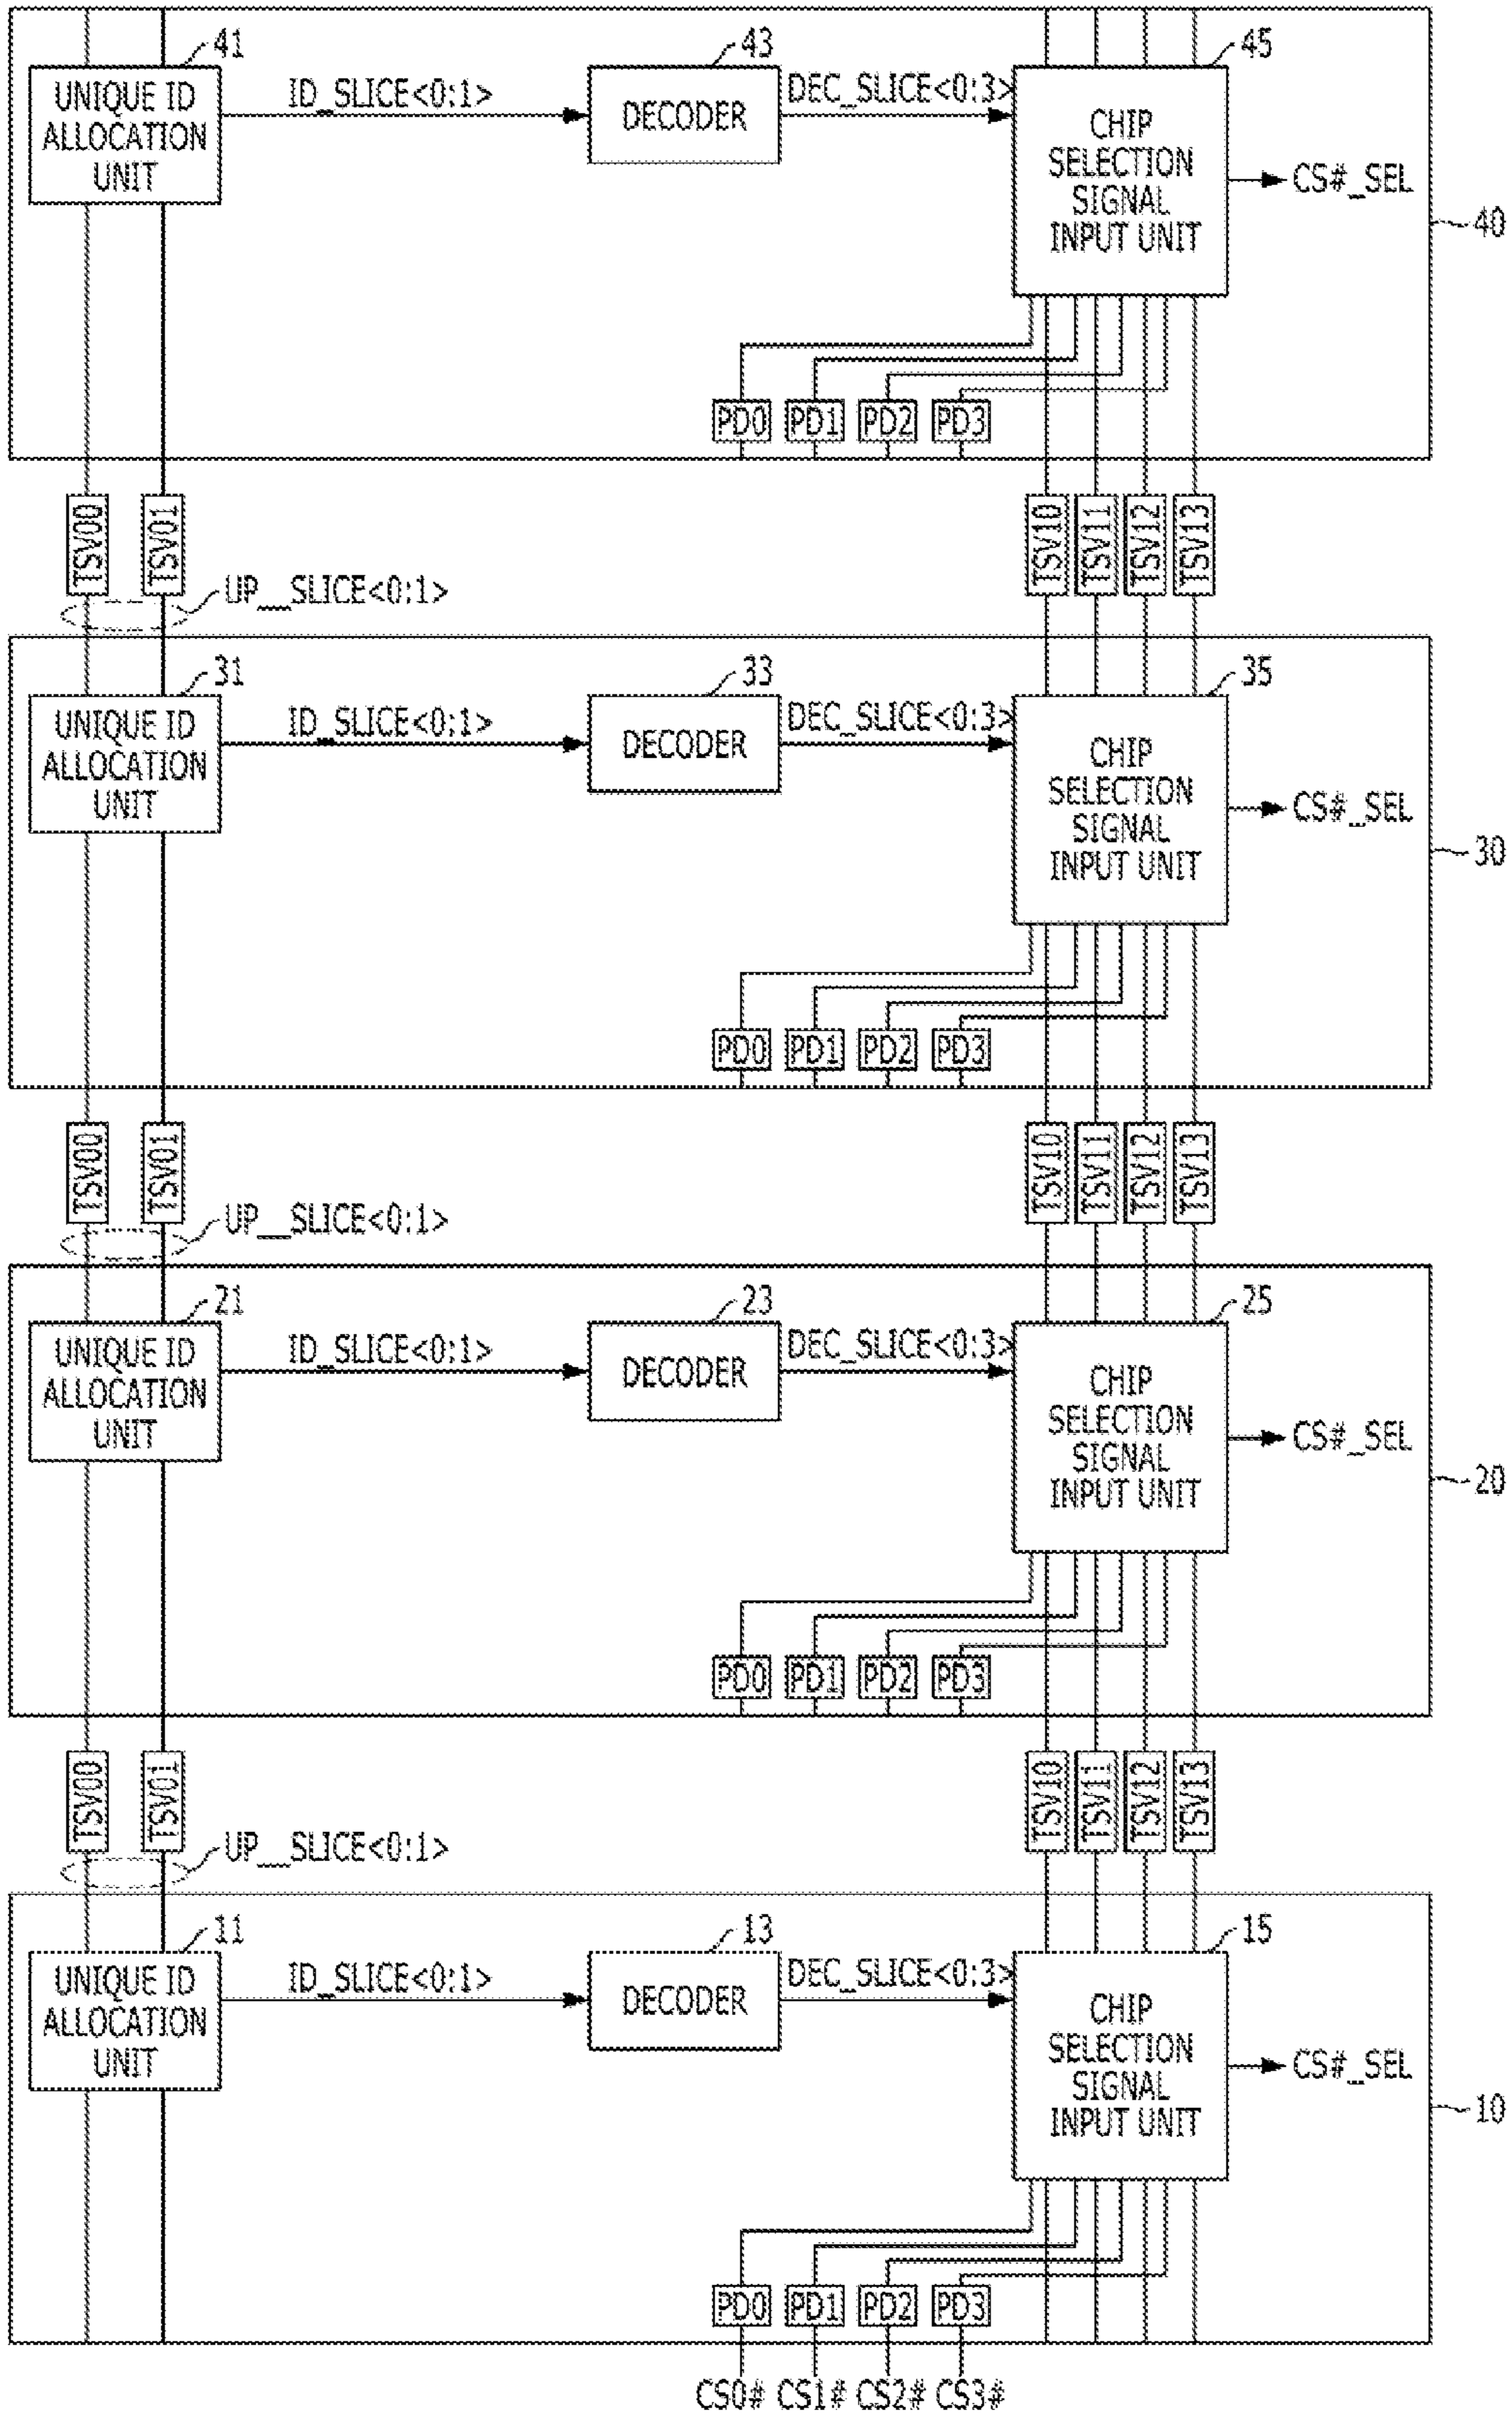 41
43
45
UNIQUE ID
ALLOCATION
UNIT
ID_SLICE<0:1>
DECODER
DEC_SLICE<0:3>
CHIP
SELECTION
SIGNAL
INPUT UNIT
CS#_SEL
40
PD0 PD1 PD2 PD3
TSV00 TSV01
TSV10 TSV11 TSV12 TSV13
UP_SLICE<0:1>
31
33
35
UNIQUE ID
ALLOCATION
UNIT
ID_SLICE<0:1>
DECODER
DEC_SLICE<0:3>
CHIP
SELECTION
SIGNAL
INPUT UNIT
CS#_SEL
30
PD0 PD1 PD2 PD3
TSV00 TSV01
TSV10 TSV11 TSV12 TSV13
UP_SLICE<0:1>
21
23
25
UNIQUE ID
ALLOCATION
UNIT
ID_SLICE<0:1>
DECODER
DEC_SLICE<0:3>
CHIP
SELECTION
SIGNAL
INPUT UNIT
CS#_SEL
20
PD0 PD1 PD2 PD3
TSV00 TSV01
TSV10 TSV11 TSV12 TSV13
UP_SLICE<0:1>
11
13
15
UNIQUE ID
ALLOCATION
UNIT
ID_SLICE<0:1>
DECODER
DEC_SLICE<0:3>
CHIP
SELECTION
SIGNAL
INPUT UNIT
CS#_SEL
10
PD0 PD1 PD2 PD3
CS0# CS1# CS2# CS3#